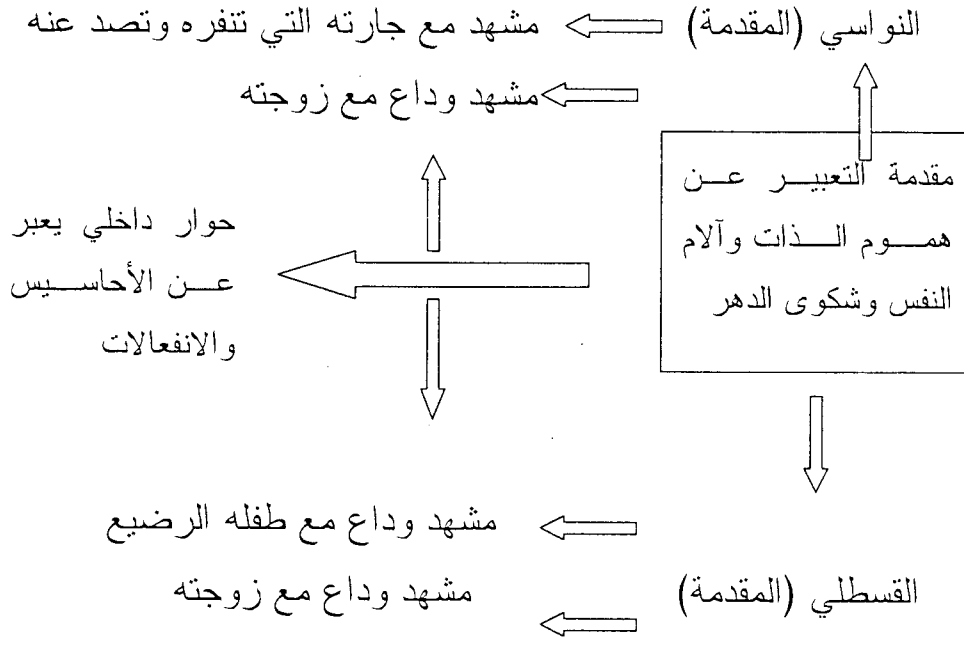 النواسي (المقدمة) مشهد مع جارته التي تنفره وتصد عنه
مشهد وداع مع زوجته
مقدمة التعبير عن
هموم الذات وآلام
النفس وشكوى الدهر
حوار داخلي يعبر
عن الأحاسيس
والانفعالات
مشهد وداع مع طفله الرضيع
القسطلي (المقدمة) مشهد وداع مع زوجته